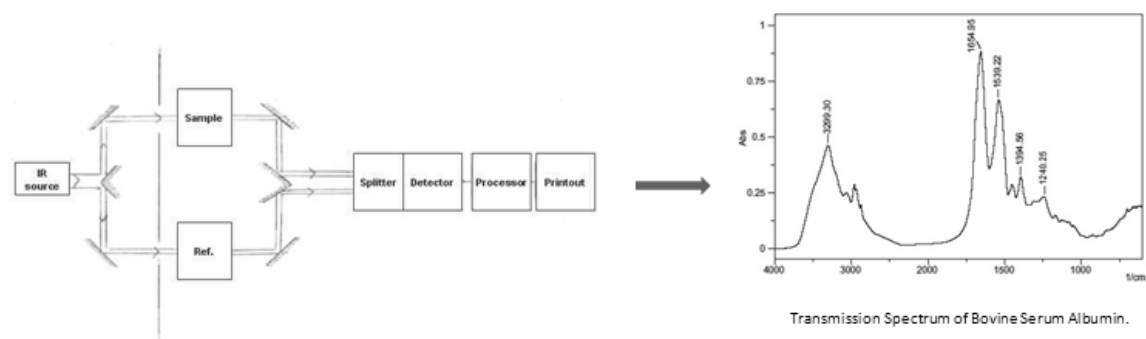 IR
source
Sample
Ref.
Splitter
Detector
Processor
Printout
Abs
1
0.75
0.5
0.25
0
3299.30
1654.95
1539.22
1394.56
1240.25
4000
3000
2000
1500
1000
1/cm
Transmission Spectrum of Bovine Serum Albumin.